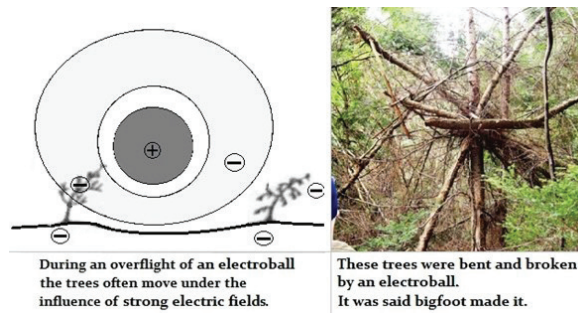 During an overflight of an electroball
the trees often move under the
influence of strong electric fields.
These trees were bent and broken
by an electroball.
It was said bigfoot made it.